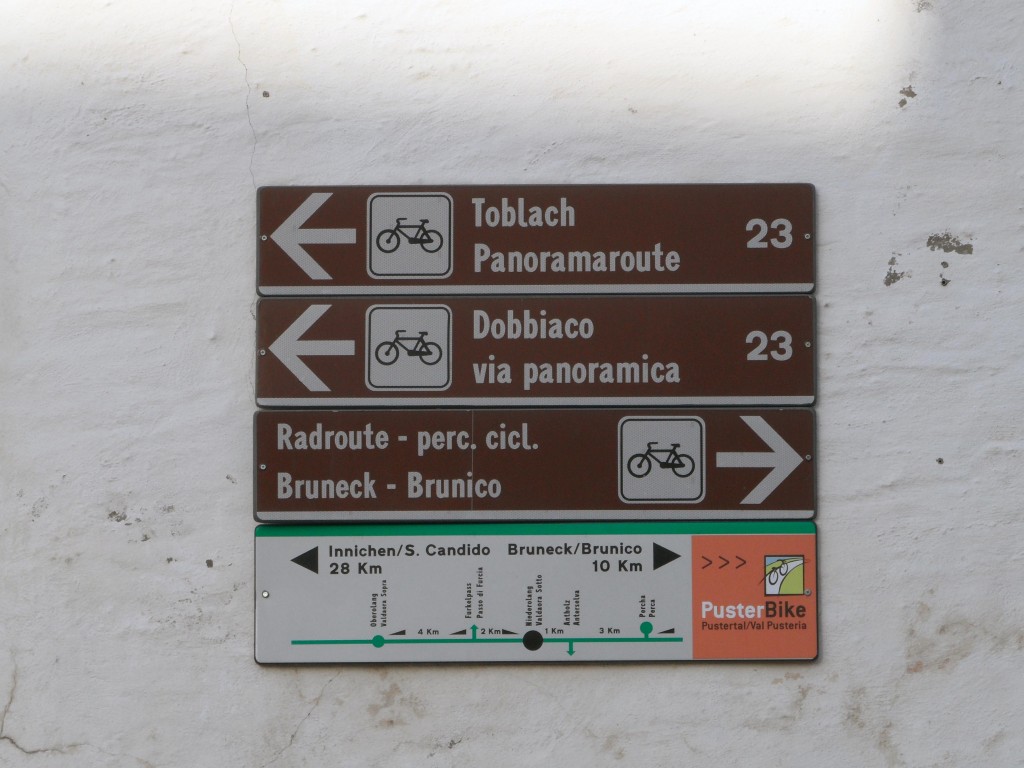 Toblach
Panoramaroute
23
Dobbiaco
via panoramica
23
Radroute - perc. cicl.
Bruneck - Brunico
Innichen/S. Candido
28 Km
Bruneck/Brunico
10 Km
Oberolang
Valdaora Sopra
4 Km
Furkelpass
Passo di Furcia
2 Km
Niederolang
Valdaora Sotto
1 Km
Antholz
Anterselva
3 Km
Percha
Perca
>>>
PusterBike
Pustertal/Val Pusteria